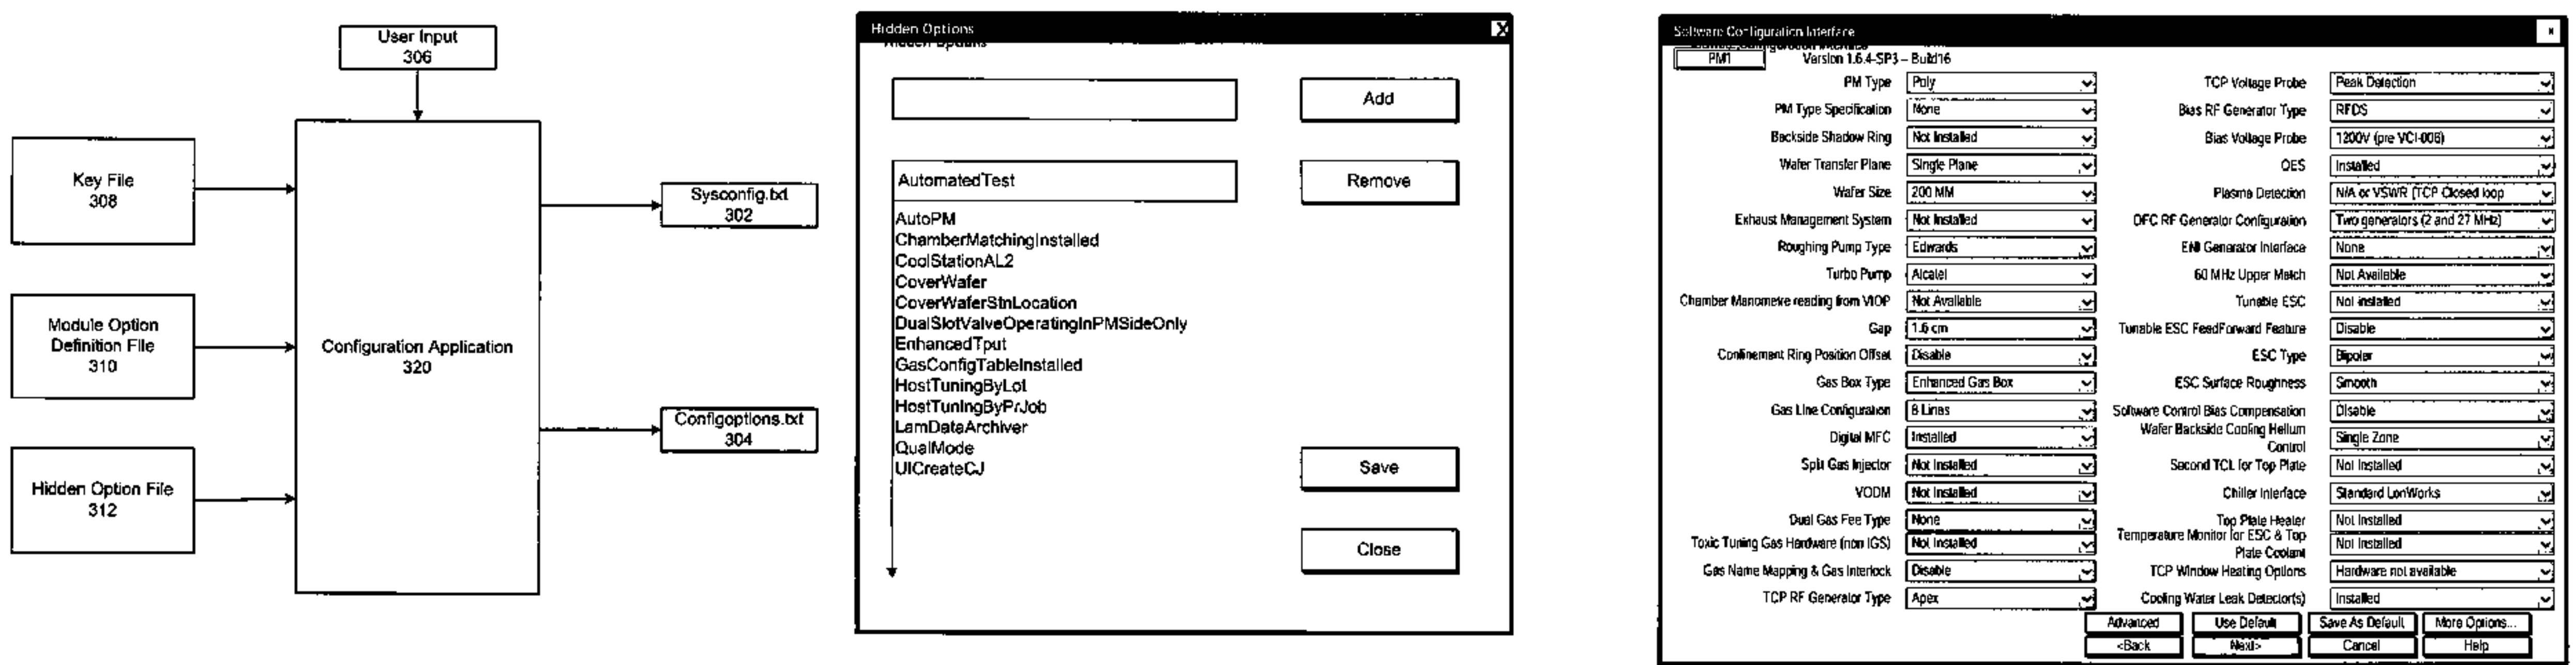 User Input
306
Key File
308
Module Option
Definition File
310
Hidden Option File
312
Configuration Application
320
Sysconfig.txt
302
Configoptions.txt
304
Hidden Options
Hidden Options
Add
AutomatedTest
Remove
AutoPM
ChamberMatchingInstalled
CoolStationAL2
CoverWafer
CoverWaferStnLocation
DualSlotValveOperatingInPMSideOnly
EnhancedTput
GasConfigTableInstalled
HostTuningByLot
HostTuningByPrJob
LamDataArchiver
QualMode
UICreateCJ
Save
Close
Software Configuration Interface
PM1 Version 1.6.4-SP3 – Build16
PM Type Poly
PM Type Specification None
Backside Shadow Ring Not Installed
Wafer Transfer Plane Single Plane
Wafer Size 200 MM
Exhaust Management System Not Installed
Roughing Pump Type Edwards
Turbo Pump Alcatel
Chamber Manometre reading from VIOP Not Available
Gap 1.6 cm
Confinement Ring Position Offset Disable
Gas Box Type Enhanced Gas Box
Gas Line Configuration 8 Lines
Digital MFC Installed
Split Gas Injector Not Installed
VODM Not Installed
Dual Gas Fee Type None
Toxic Tuning Gas Hardware (non IGS) Not Installed
Gas Name Mapping & Gas Interlock Disable
TCP RF Generator Type Apex
TCP Voltage Probe Peak Detection
Bias RF Generator Type RFDS
Bias Voltage Probe 1200V (pre VCI-006)
OES Installed
Plasma Detection N/A or VSWR [TCP Closed loop
OFC RF Generator Configuration Two generators (2 and 27 MHz)
ENI Generator Interface None
60 MHz Upper Match Not Available
Tunable ESC Not installed
Tunable ESC FeedForward Feature Disable
ESC Type Bipolar
ESC Surface Roughness Smooth
Software Control Bias Compensation Disable
Wafer Backside Cooling Helium
Control Single Zone
Second TCL for Top Plate Not Installed
Chiller Interface Standard LonWorks
Top Plate Heater Not Installed
Temperature Monitor for ESC & Top
Plate Coolant Not Installed
TCP Window Heating Options Hardware not available
Cooling Water Leak Detector(s) Installed
Advanced Use Default Save As Default More Options...
<Back Next> Cancel Help